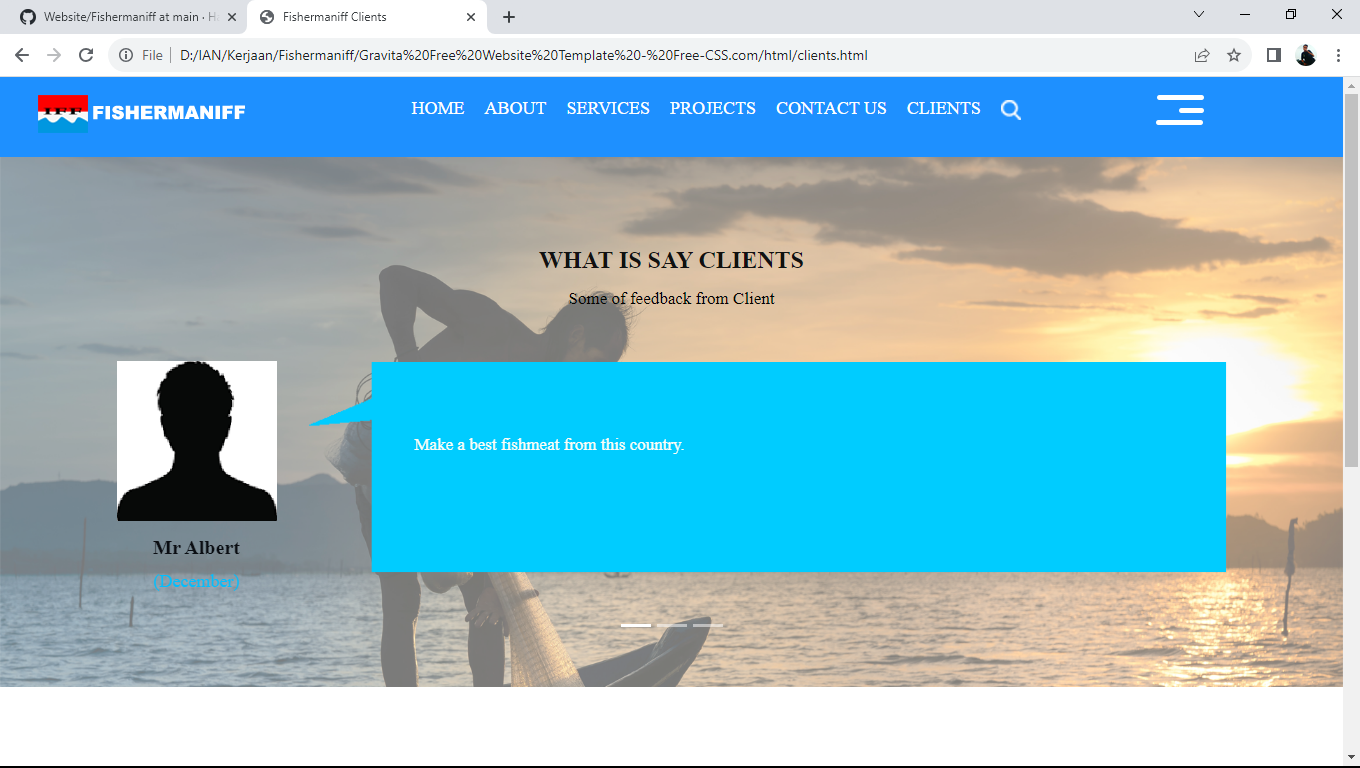 Website/Fishermaniff at main · H
Fishermaniff Clients
File
D:/IAN/Kerjaan/Fishermaniff/Gravita%20Free%20Website%20Template%20-%20Free-CSS.com/html/clients.html
IFF FISHERMANIFF
HOME ABOUT SERVICES PROJECTS CONTACT US CLIENTS
WHAT IS SAY CLIENTS
Some of feedback from Client
Make a best fishmeat from this country.
Mr Albert
(December)